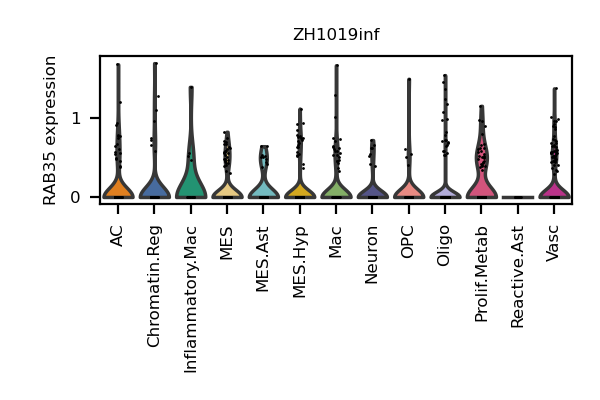 ZH1019inf
RAB35 expression
1
0
AC
Chromatin.Reg
Inflammatory.Mac
MES
MES.Ast
MES.Hyp
Mac
Neuron
OPC
Oligo
Prolif.Metab
Reactive.Ast
Vasc